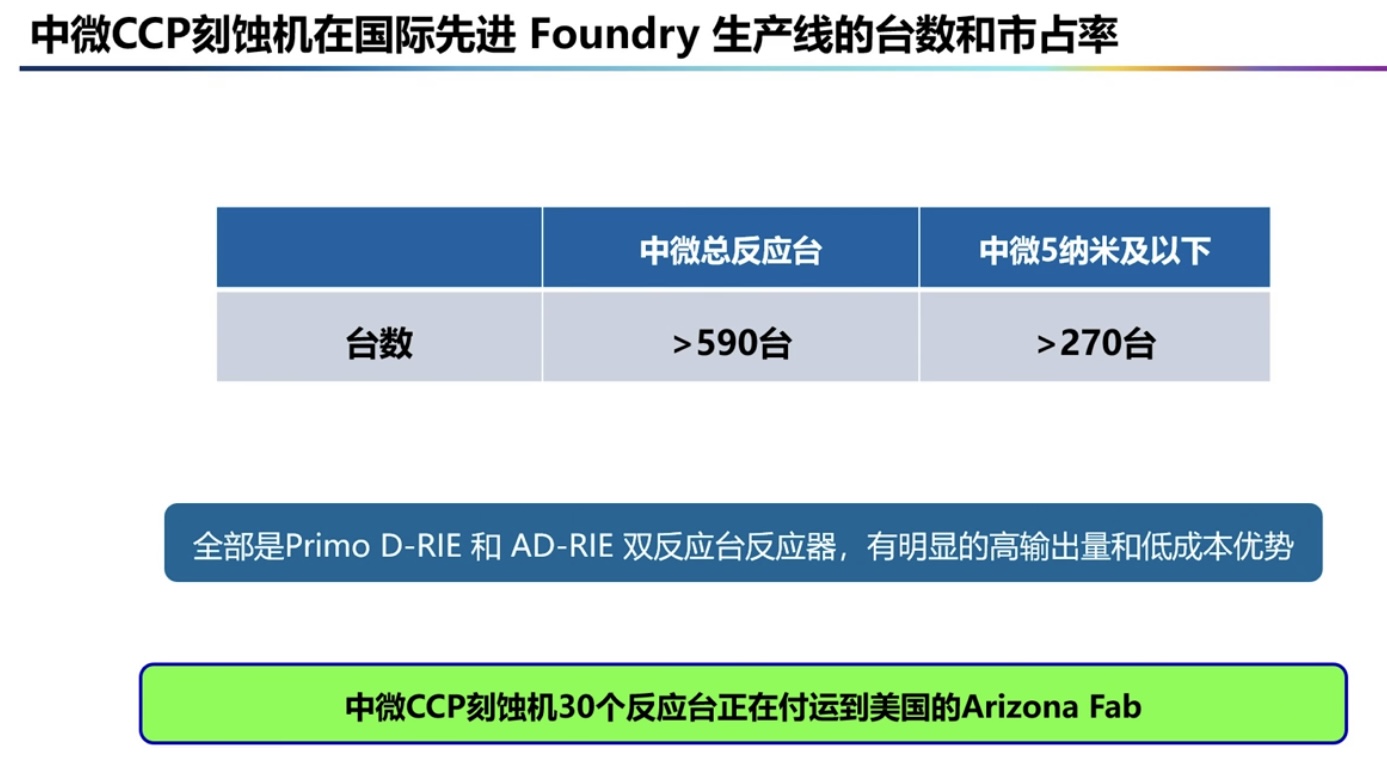 中微CCP刻蚀机在国际先进 Foundry 生产线的台数和市占率
中微总反应台 中微5纳米及以下
台数 >590台 >270台
全部是Primo D-RIE 和 AD-RIE 双反应台反应器，有明显的高输出量和低成本优势
中微CCP刻蚀机30个反应台正在付运到美国的Arizona Fab